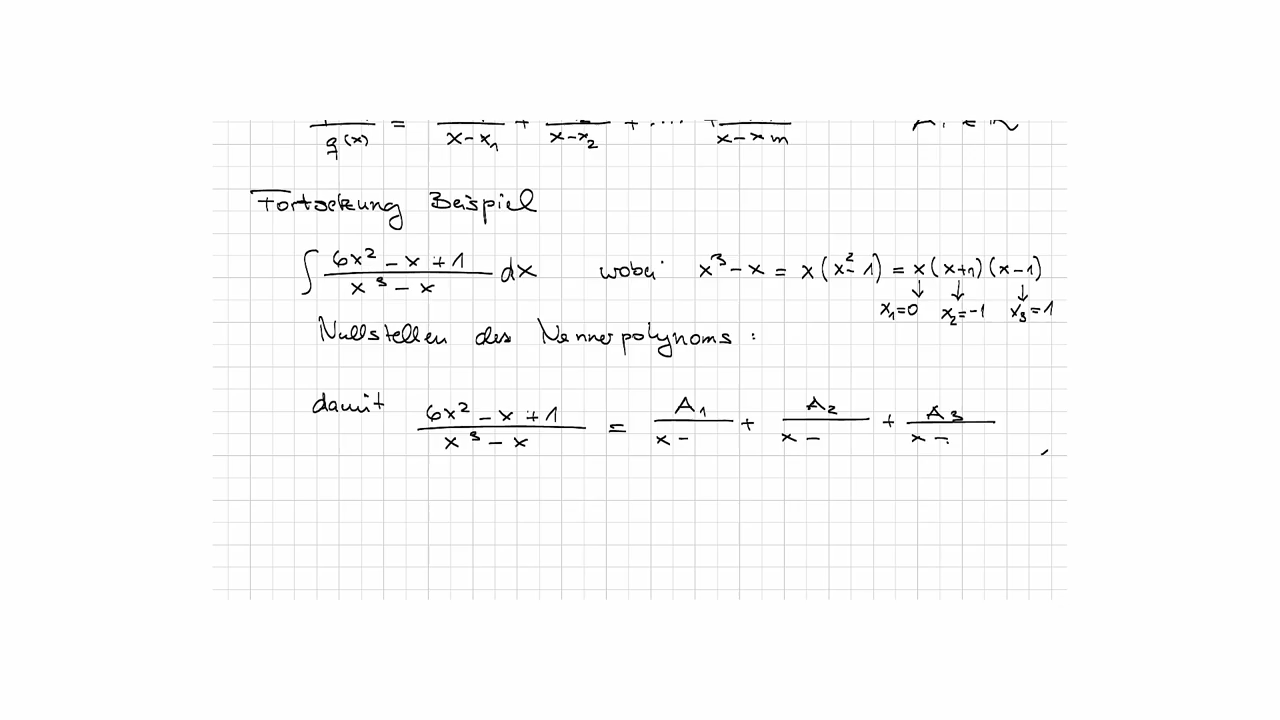 q(x) = x-x₁ + x-x₂ + .... + x-xm
Fortsetzung Beispiel
∫ (6x² - x + 1)/(x³ - x) dx wobei x³ - x = x(x² - 1) = x(x+1)(x-1)
↓ ↓ ↓
x₁=0 x₂=-1 x₃=1
Nullstellen des Nennerpolynoms :
damit (6x² - x + 1)/(x³ - x) = A₁/(x - ) + A₂/(x - ) + A₃/(x - )